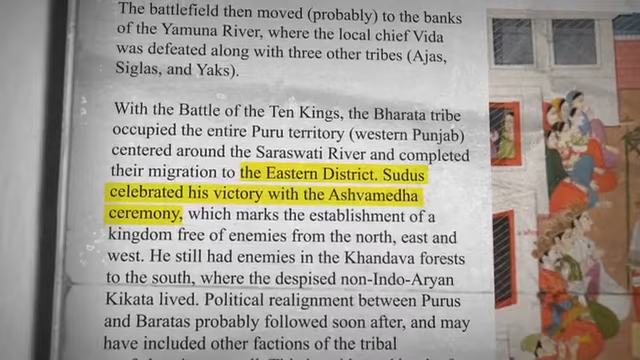 The battlefield then moved (probably) to the banks
of the Yamuna River, where the local chief Vida
was defeated along with three other tribes (Ajas,
Siglas, and Yaks).
With the Battle of the Ten Kings, the Bharata tribe
occupied the entire Puru territory (western Punjab)
centered around the Saraswati River and completed
their migration to the Eastern District. Sudus
celebrated his victory with the Ashvamedha
ceremony, which marks the establishment of a
kingdom free of enemies from the north, east and
west. He still had enemies in the Khandava forests
to the south, where the despised non-Indo-Aryan
Kikata lived. Political realignment between Purus
and Baratas probably followed soon after, and may
have included other factions of the tribal